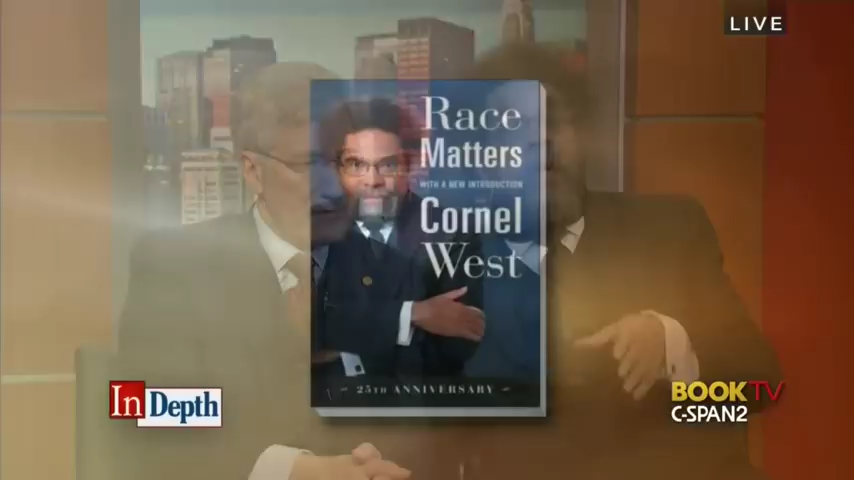 LIVE
Race
Matters
WITH A NEW INTRODUCTION
Cornel
West
25TH ANNIVERSARY
In Depth
BOOK TV
C-SPAN2